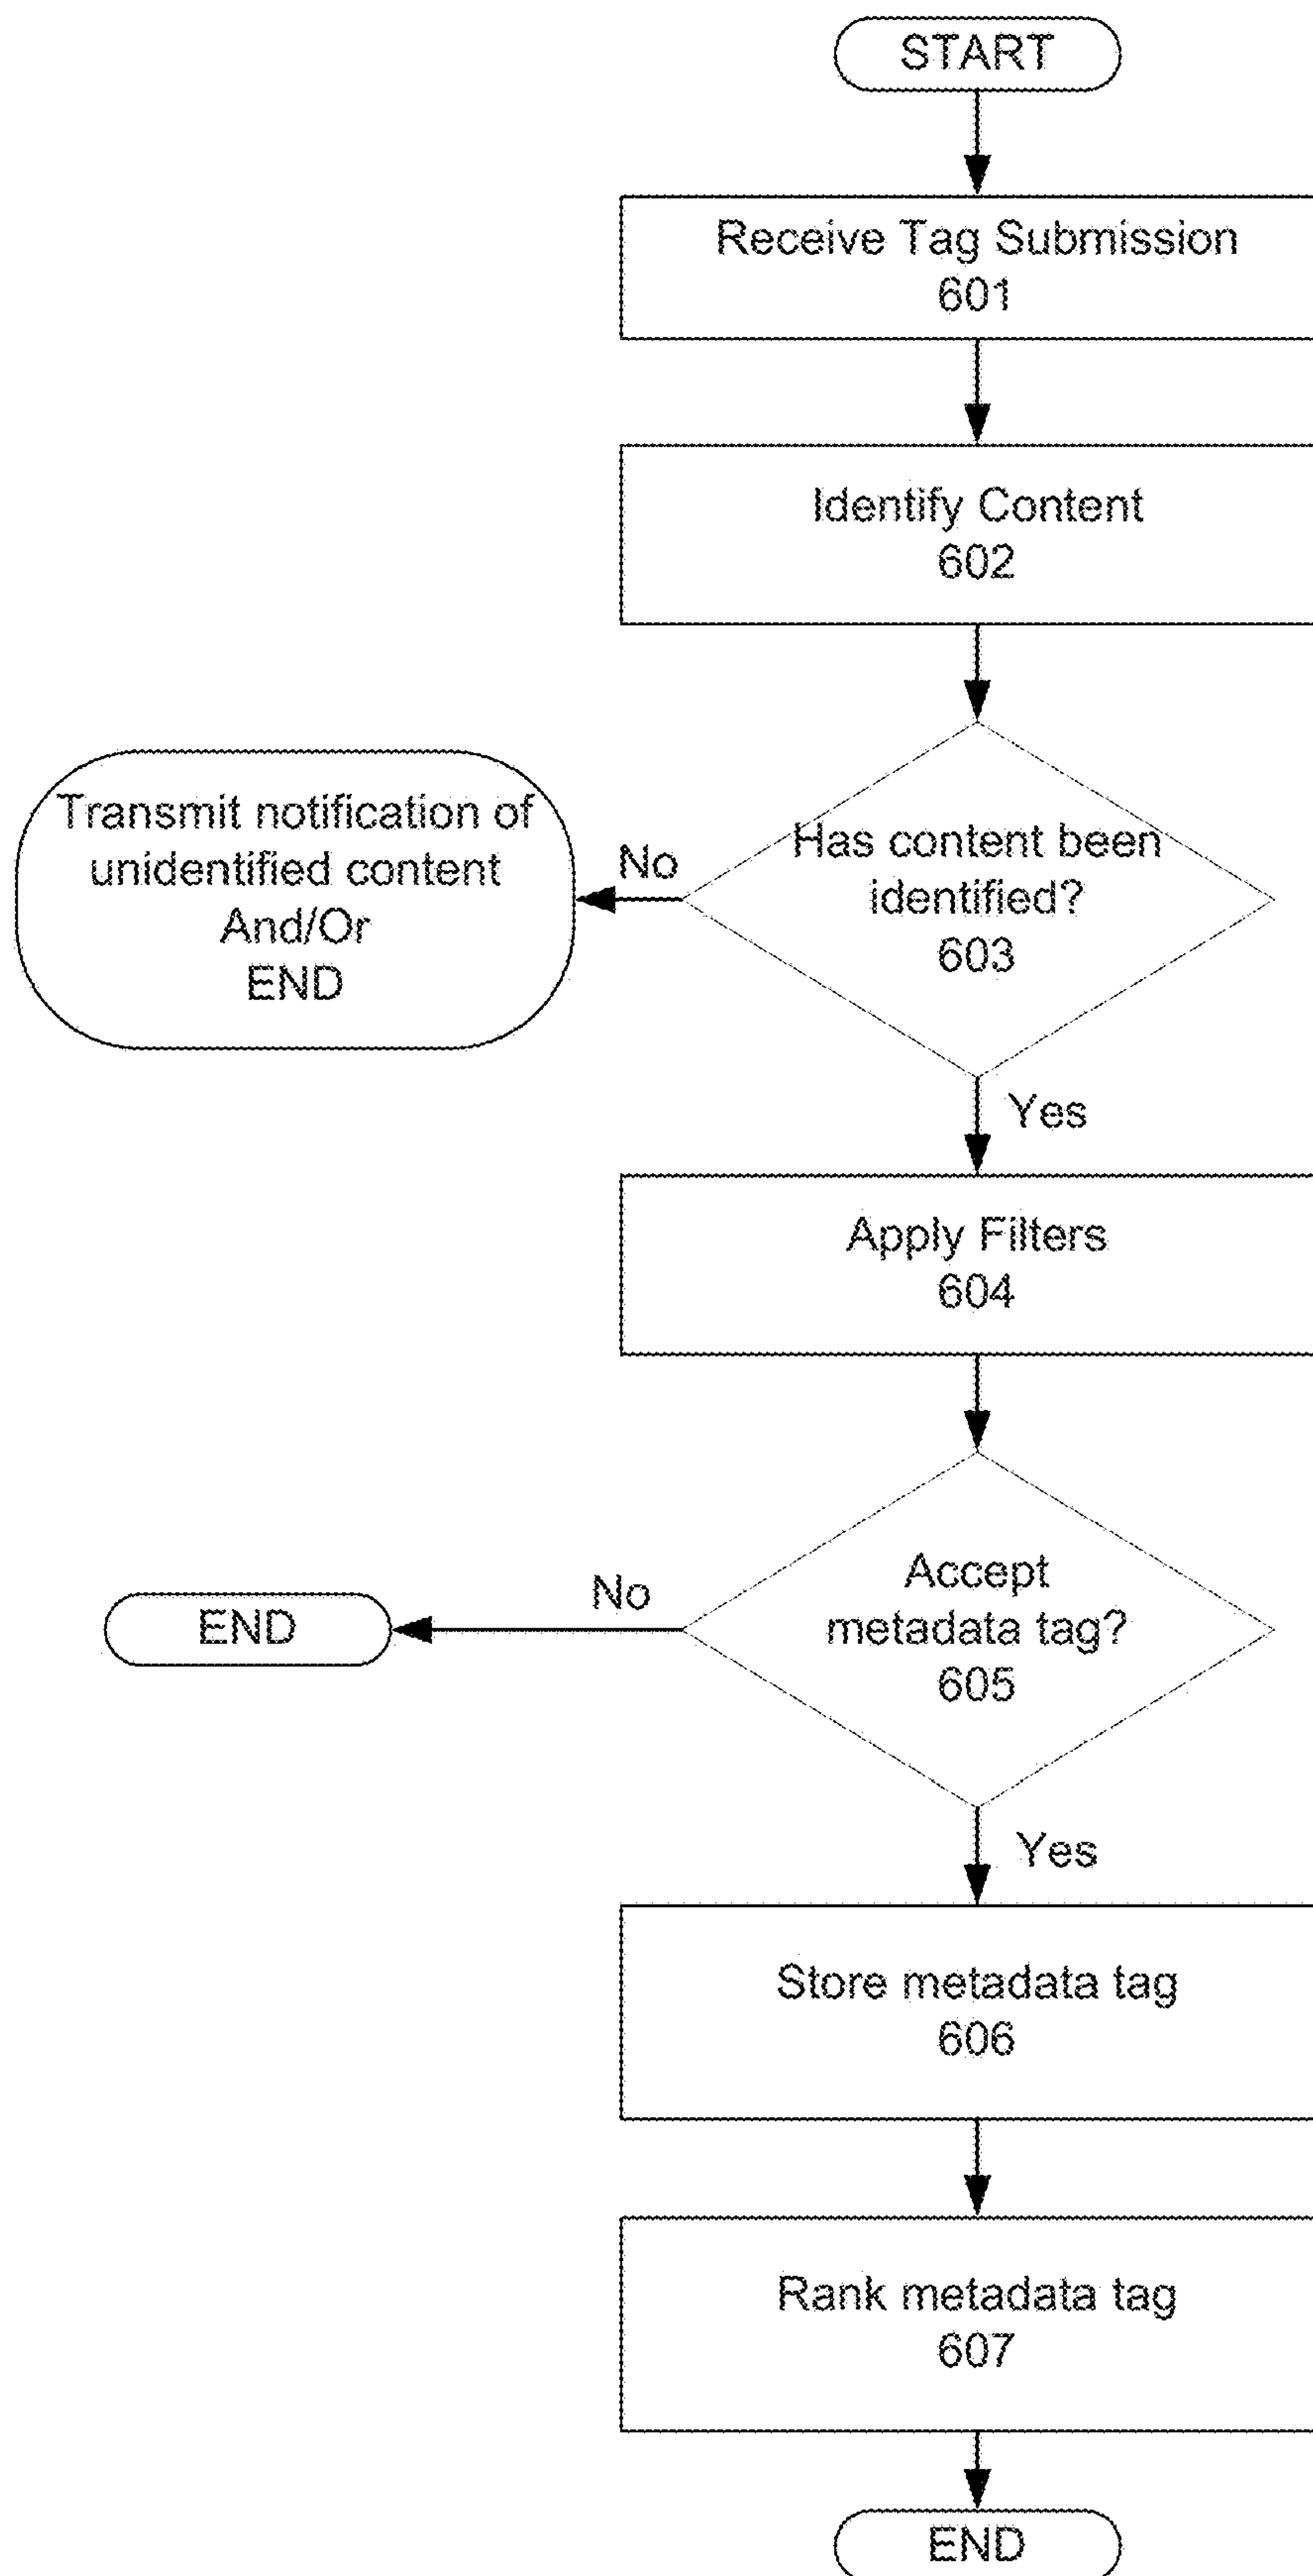 START
Receive Tag Submission
601
Identify Content
602
Has content been
identified?
603
No
Transmit notification of
unidentified content
And/Or
END
Yes
Apply Filters
604
Accept
metadata tag?
605
No
END
Yes
Store metadata tag
606
Rank metadata tag
607
END